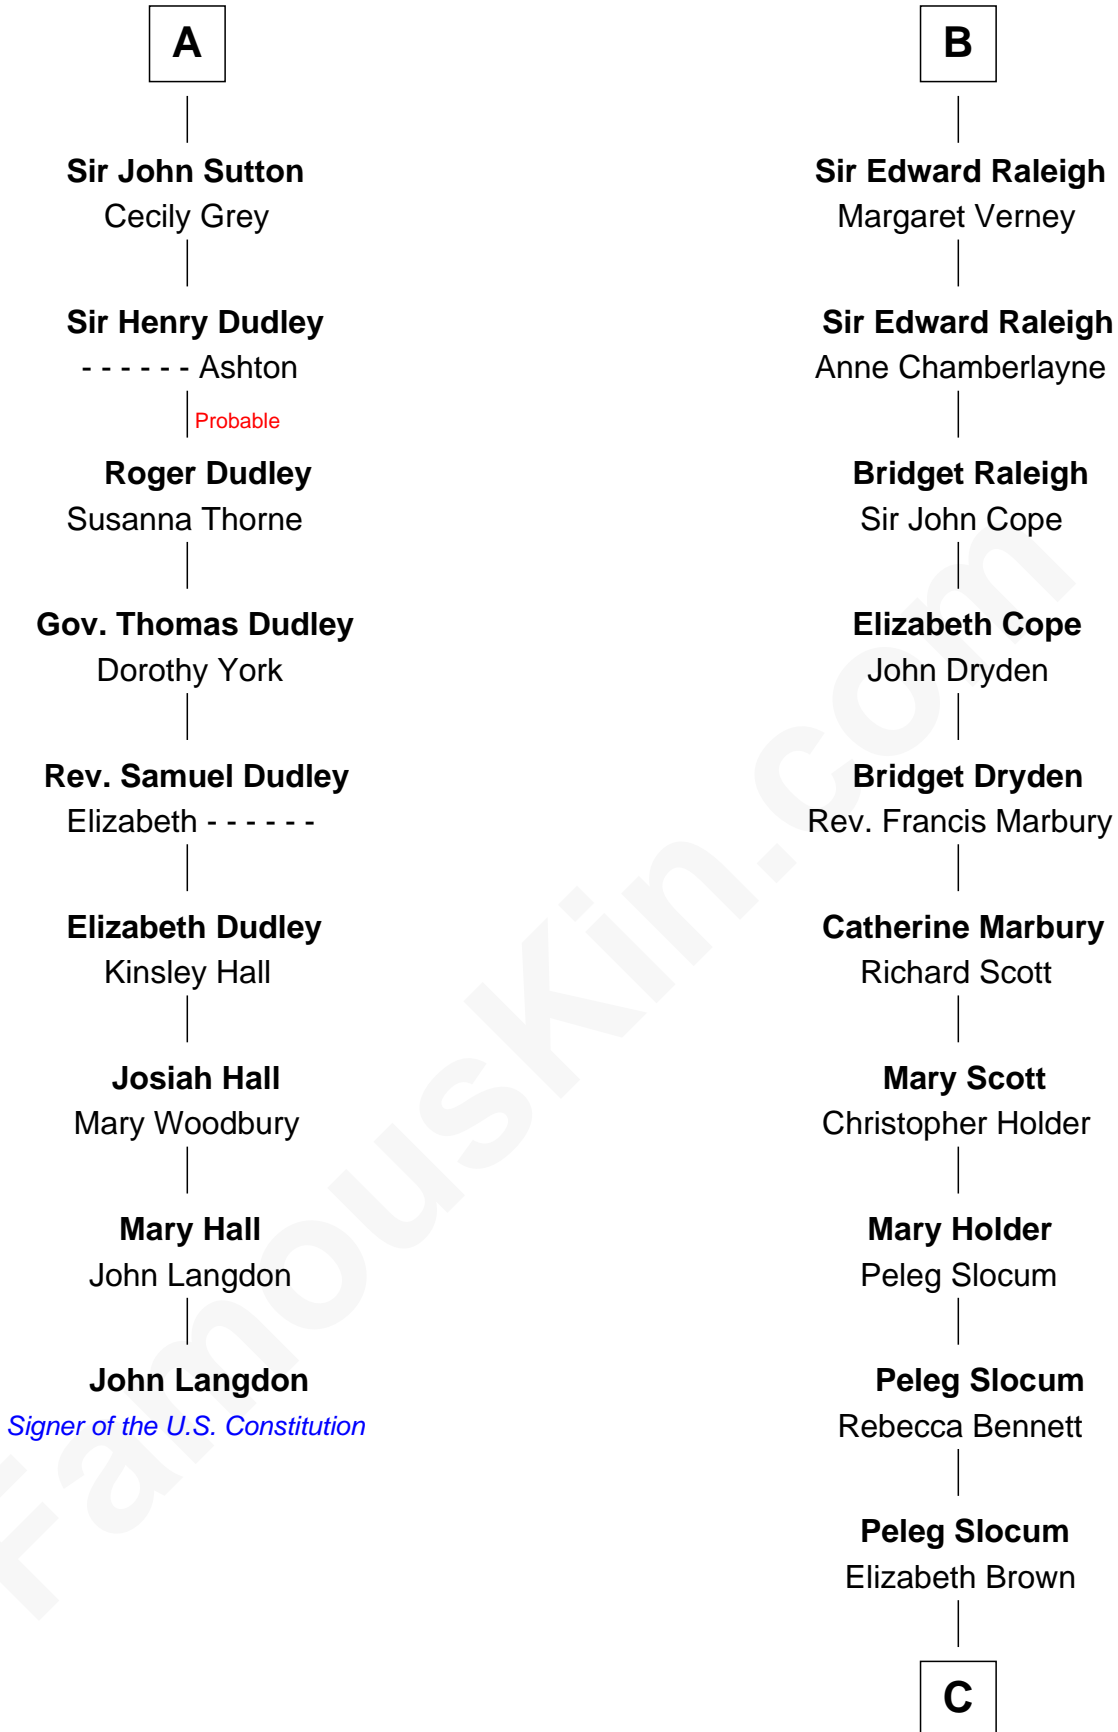 A
Sir John Sutton
Cecily Grey
Sir Henry Dudley
- - - - - - Ashton
Probable
Roger Dudley
Susanna Thorne
Gov. Thomas Dudley
Dorothy York
Rev. Samuel Dudley
Elizabeth - - - - - -
Elizabeth Dudley
Kinsley Hall
Josiah Hall
Mary Woodbury
Mary Hall
John Langdon
John Langdon
Signer of the U.S. Constitution
B
Sir Edward Raleigh
Margaret Verney
Sir Edward Raleigh
Anne Chamberlayne
Bridget Raleigh
Sir John Cope
Elizabeth Cope
John Dryden
Bridget Dryden
Rev. Francis Marbury
Catherine Marbury
Richard Scott
Mary Scott
Christopher Holder
Mary Holder
Peleg Slocum
Peleg Slocum
Rebecca Bennett
Peleg Slocum
Elizabeth Brown
C
FamousKin.com